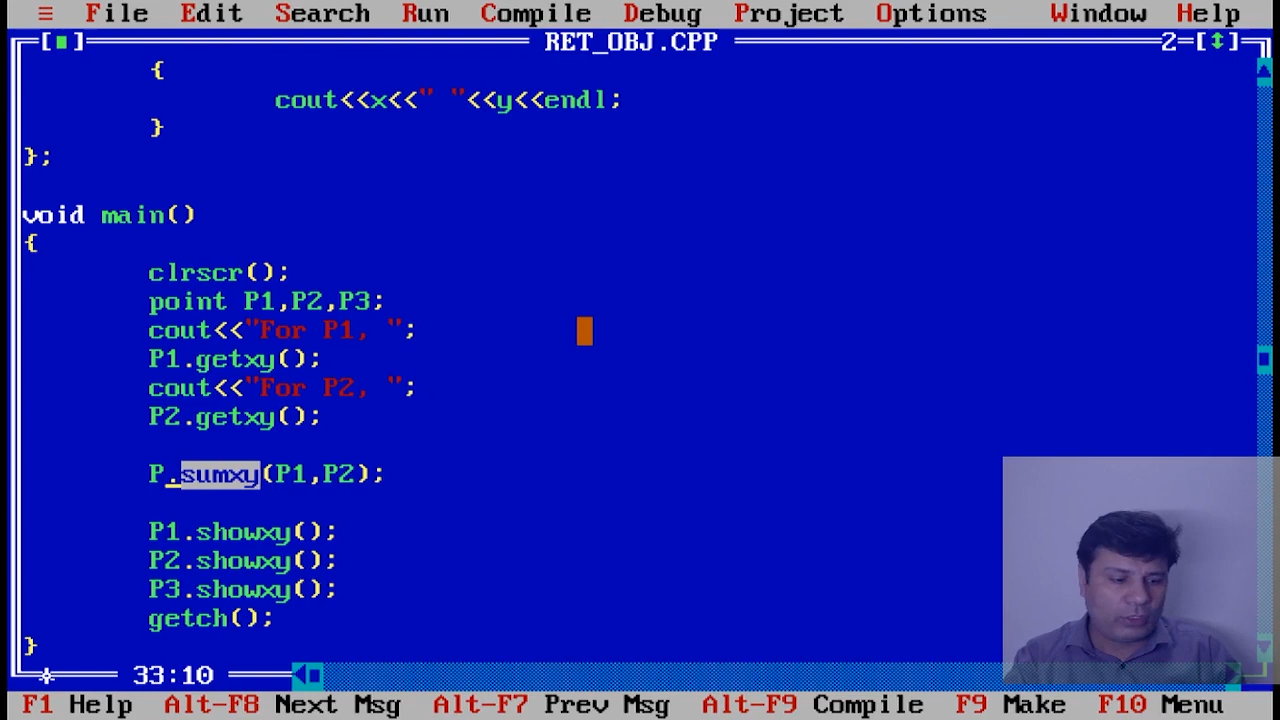 ≡ File Edit Search Run Compile Debug Project Options Window Help
[■] RET_OBJ.CPP 2=[↕]
{
cout<<x<<" "<<y<<endl;
}
};
void main()
{
clrscr();
point P1,P2,P3;
cout<<"For P1, ";
P1.getxy();
cout<<"For P2, ";
P2.getxy();
P.sumxy(P1,P2);
P1.showxy();
P2.showxy();
P3.showxy();
getch();
}
33:10
F1 Help Alt-F8 Next Msg Alt-F7 Prev Msg Alt-F9 Compile F9 Make F10 Menu